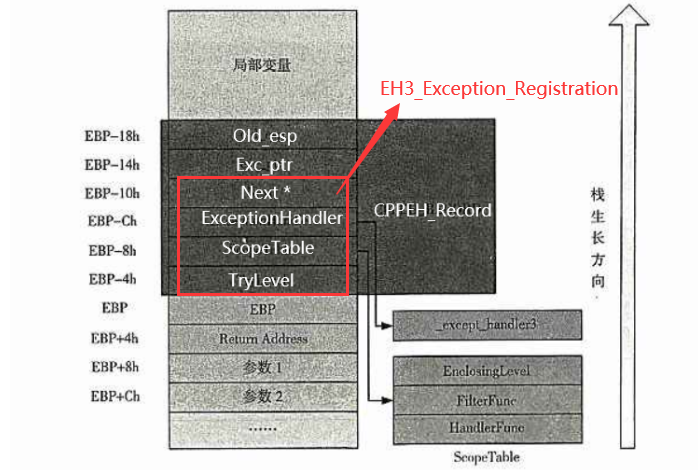 局部变量
EH3_Exception_Registration
EBP-18h
Old_esp
EBP-14h
Exc_ptr
EBP-10h
Next *
EBP-Ch
ExceptionHandler
CPPEH_Record
EBP-8h
ScopeTable
EBP-4h
TryLevel
EBP
EBP
EBP+4h
Return Address
_except_handler3
EBP+8h
参数 1
EnclosingLevel
EBP+Ch
参数 2
FilterFunc
……
HandlerFunc
ScopeTable
栈生长方向